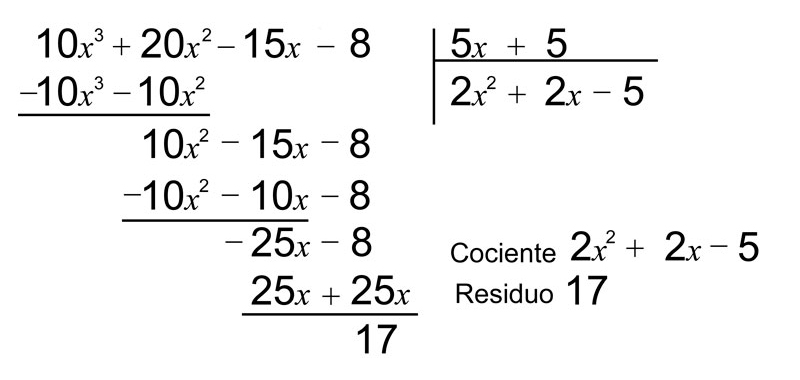 10x³ + 20x² − 15x − 8 | 5x + 5
−10x³ − 10x² 2x² + 2x − 5
10x² − 15x − 8
−10x² − 10x − 8
− 25x − 8 Cociente 2x² + 2x − 5
25x + 25x Residuo 17
17